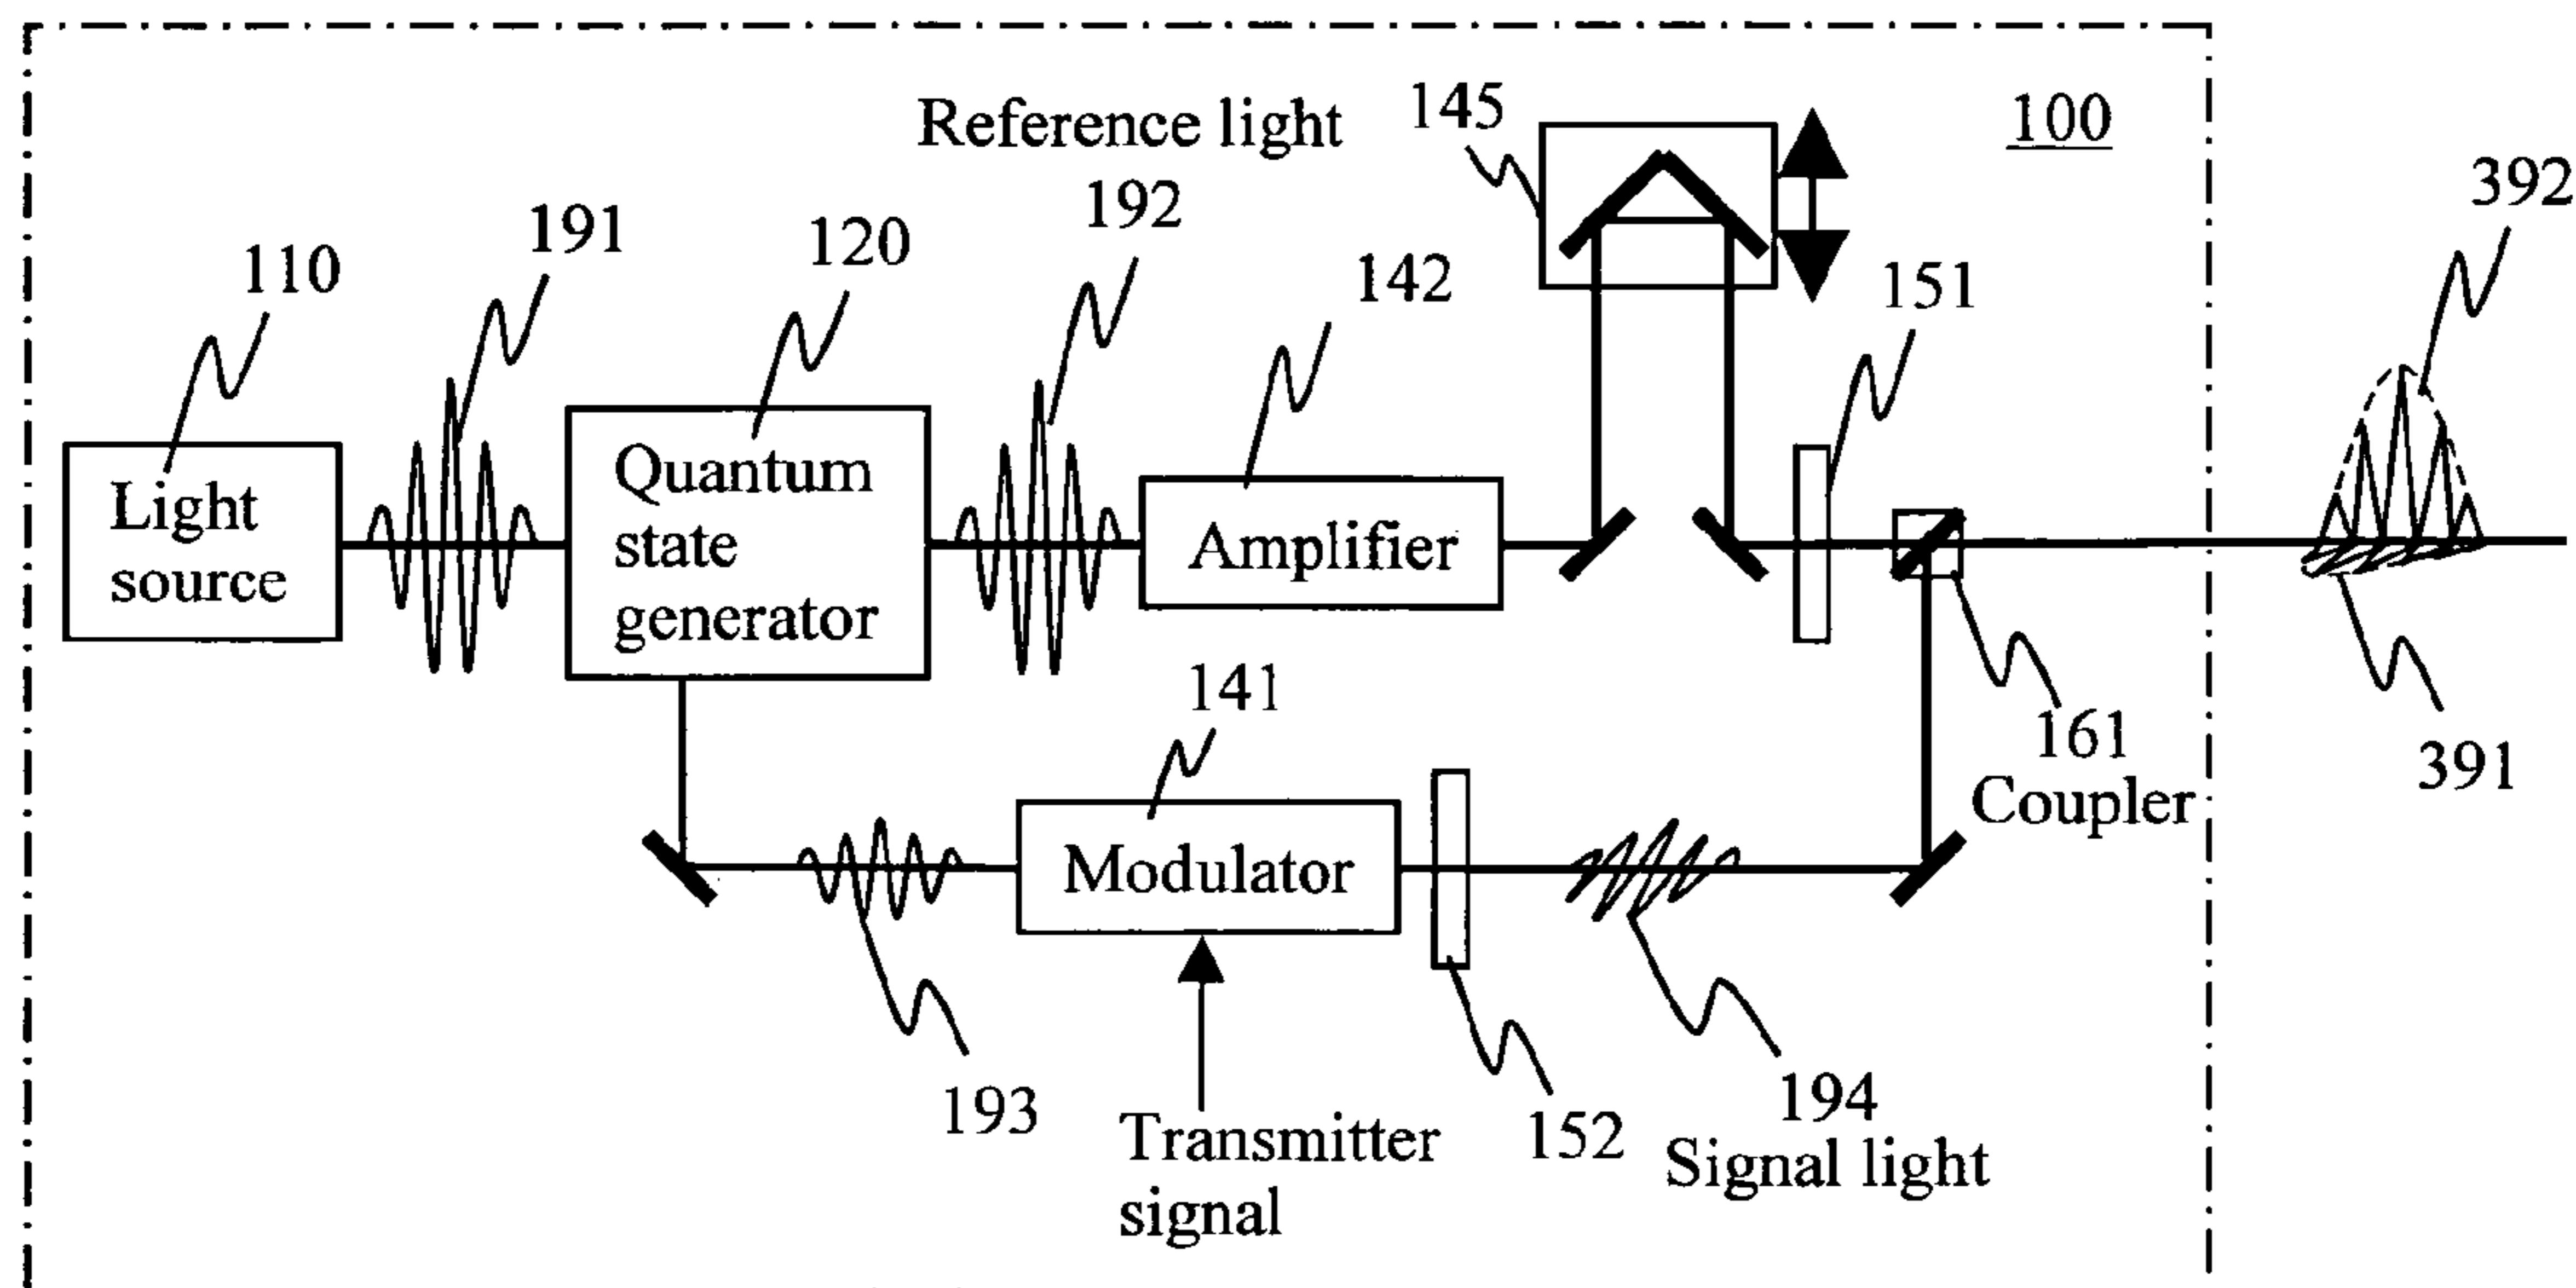 Reference light
145
100
392
191
120
192
110
142
151
Light
source
Quantum
state
generator
Amplifier
141
161
Coupler
391
Modulator
193
Transmitter
signal
152
194
Signal light